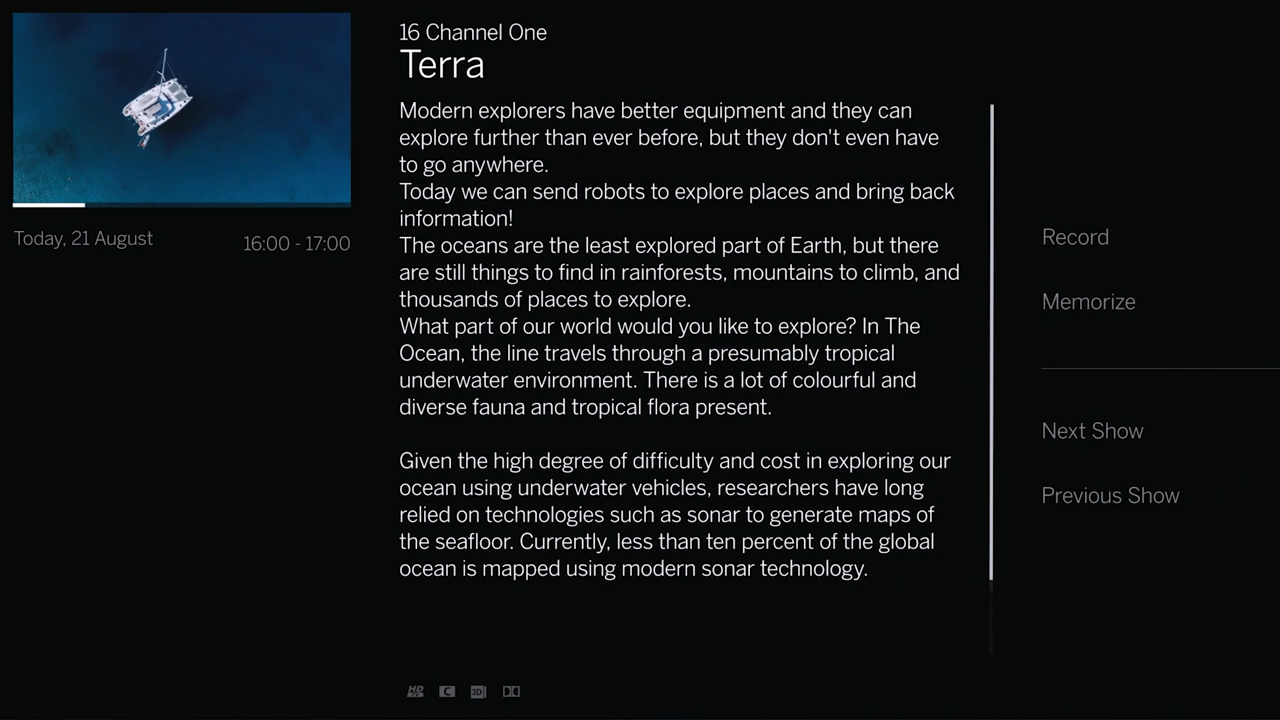 16 Channel One
Terra
Modern explorers have better equipment and they can
explore further than ever before, but they don't even have
to go anywhere.
Today we can send robots to explore places and bring back
information!
The oceans are the least explored part of Earth, but there
are still things to find in rainforests, mountains to climb, and
thousands of places to explore.
What part of our world would you like to explore? In The
Ocean, the line travels through a presumably tropical
underwater environment. There is a lot of colourful and
diverse fauna and tropical flora present.
Given the high degree of difficulty and cost in exploring our
ocean using underwater vehicles, researchers have long
relied on technologies such as sonar to generate maps of
the seafloor. Currently, less than ten percent of the global
ocean is mapped using modern sonar technology.
Today, 21 August
16:00 - 17:00
Record
Memorize
Next Show
Previous Show
HD
C
3D